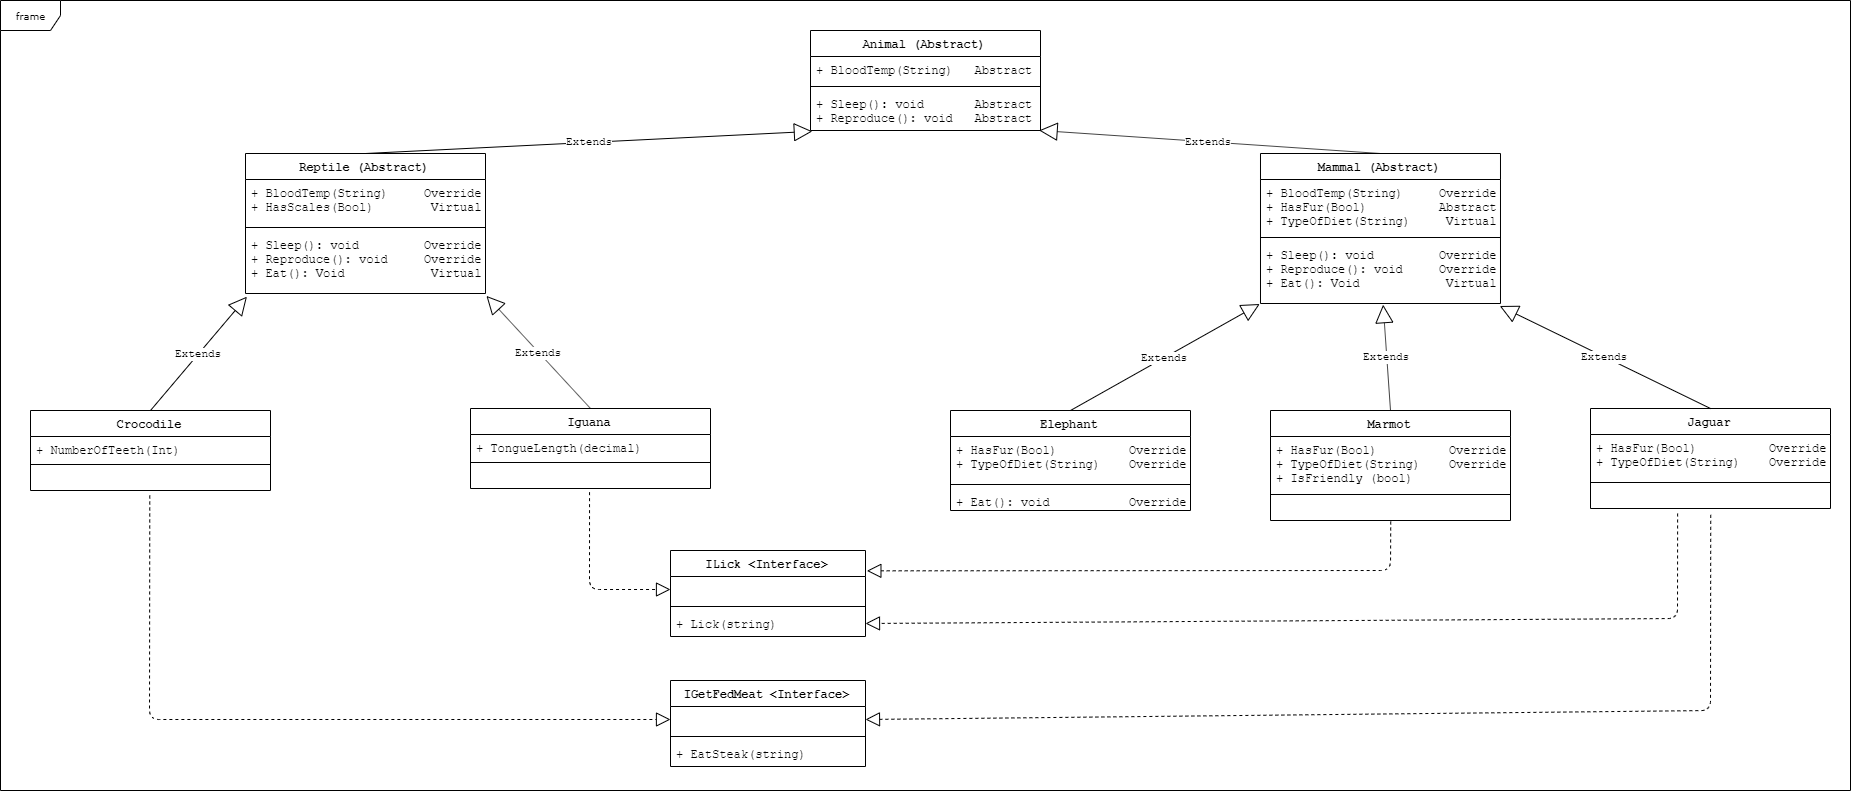 frame
Animal (Abstract)
+ BloodTemp(String) Abstract
+ Sleep(): void Abstract
+ Reproduce(): void Abstract
Extends
Extends
Reptile (Abstract)
+ BloodTemp(String) Override
+ HasScales(Bool) Virtual
+ Sleep(): void Override
+ Reproduce(): void Override
+ Eat(): Void Virtual
Mammal (Abstract)
+ BloodTemp(String) Override
+ HasFur(Bool) Abstract
+ TypeOfDiet(String) Virtual
+ Sleep(): void Override
+ Reproduce(): void Override
+ Eat(): Void Virtual
Extends
Extends
Extends
Extends
Extends
Crocodile
+ NumberOfTeeth(Int)
Iguana
+ TongueLength(decimal)
Elephant
+ HasFur(Bool) Override
+ TypeOfDiet(String) Override
+ Eat(): void Override
Marmot
+ HasFur(Bool) Override
+ TypeOfDiet(String) Override
+ IsFriendly (bool)
Jaguar
+ HasFur(Bool) Override
+ TypeOfDiet(String) Override
ILick <Interface>
+ Lick(string)
IGetFedMeat <Interface>
+ EatSteak(string)